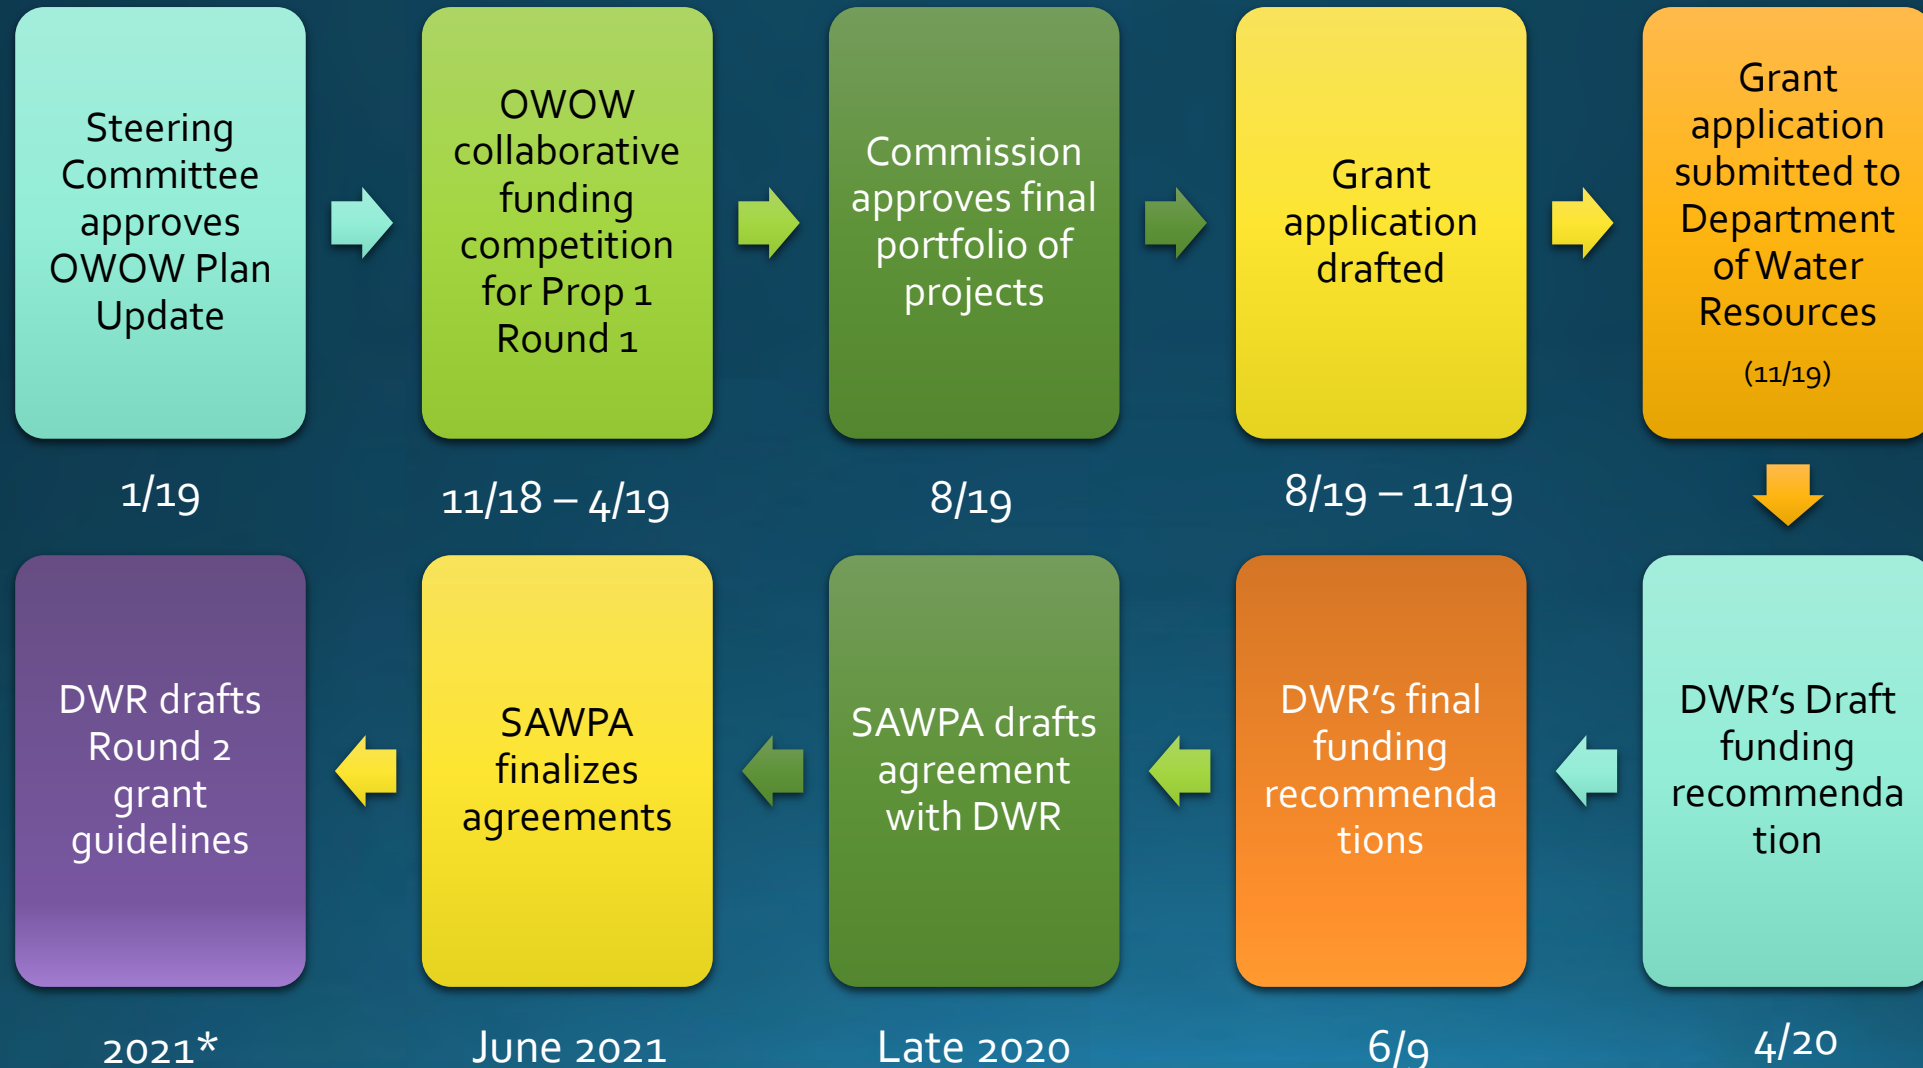 Steering
Committee
approves
OWOW Plan
Update
1/19
OWOW
collaborative
funding
competition
for Prop 1
Round 1
11/18 – 4/19
Commission
approves final
portfolio of
projects
8/19
Grant
application
drafted
8/19 – 11/19
Grant
application
submitted to
Department
of Water
Resources
(11/19)
DWR's Draft
funding
recommenda
tion
4/20
DWR's final
funding
recommenda
tions
6/9
SAWPA drafts
agreement
with DWR
Late 2020
SAWPA
finalizes
agreements
June 2021
DWR drafts
Round 2
grant
guidelines
2021*